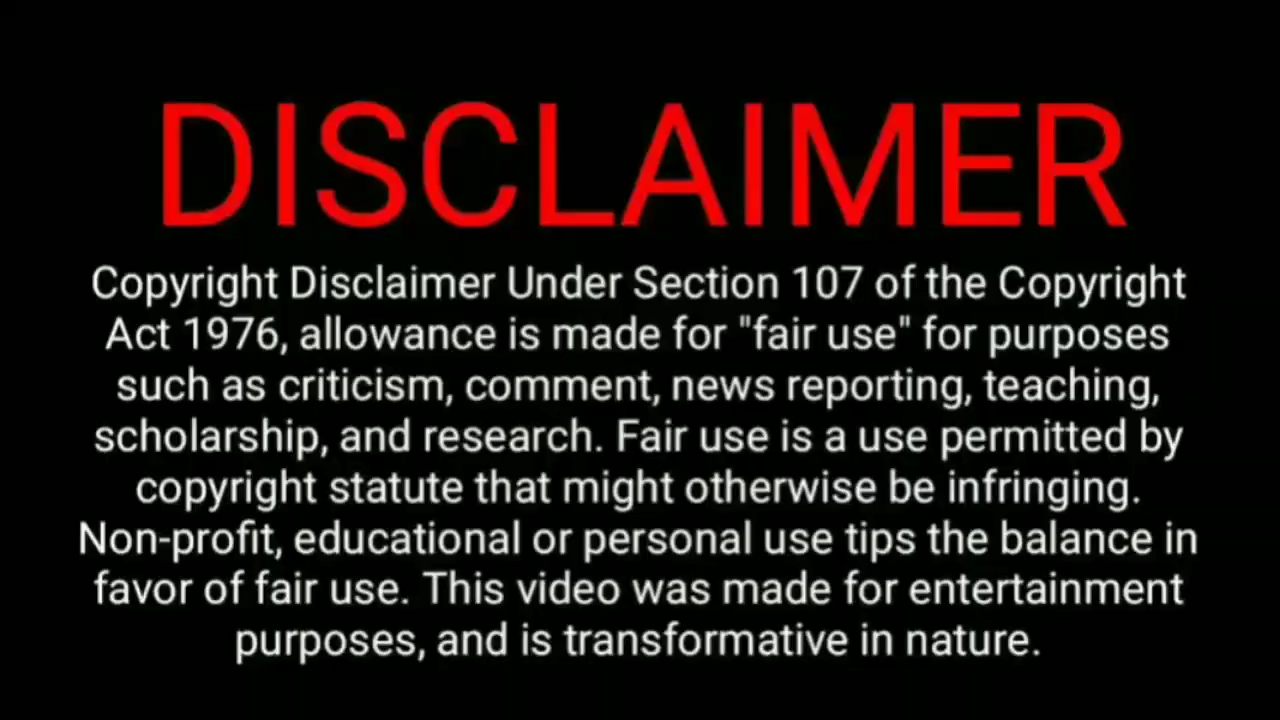 DISCLAIMER
Copyright Disclaimer Under Section 107 of the Copyright
Act 1976, allowance is made for "fair use" for purposes
such as criticism, comment, news reporting, teaching,
scholarship, and research. Fair use is a use permitted by
copyright statute that might otherwise be infringing.
Non-profit, educational or personal use tips the balance in
favor of fair use. This video was made for entertainment
purposes, and is transformative in nature.